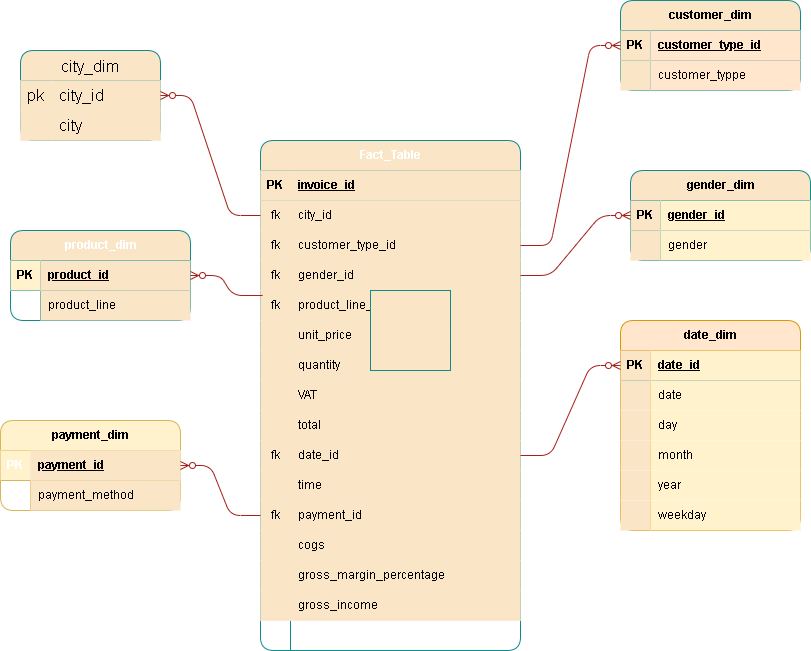 customer_dim
PK customer_type_id
customer_typpe
city_dim
pk city_id
city
Fact_Table
PK invoice_id
fk city_id
fk customer_type_id
fk gender_id
fk product_line_
unit_price
quantity
VAT
total
fk date_id
time
fk payment_id
cogs
gross_margin_percentage
gross_income
gender_dim
PK gender_id
gender
product_dim
PK product_id
product_line
date_dim
PK date_id
date
day
month
year
weekday
payment_dim
PK payment_id
payment_method